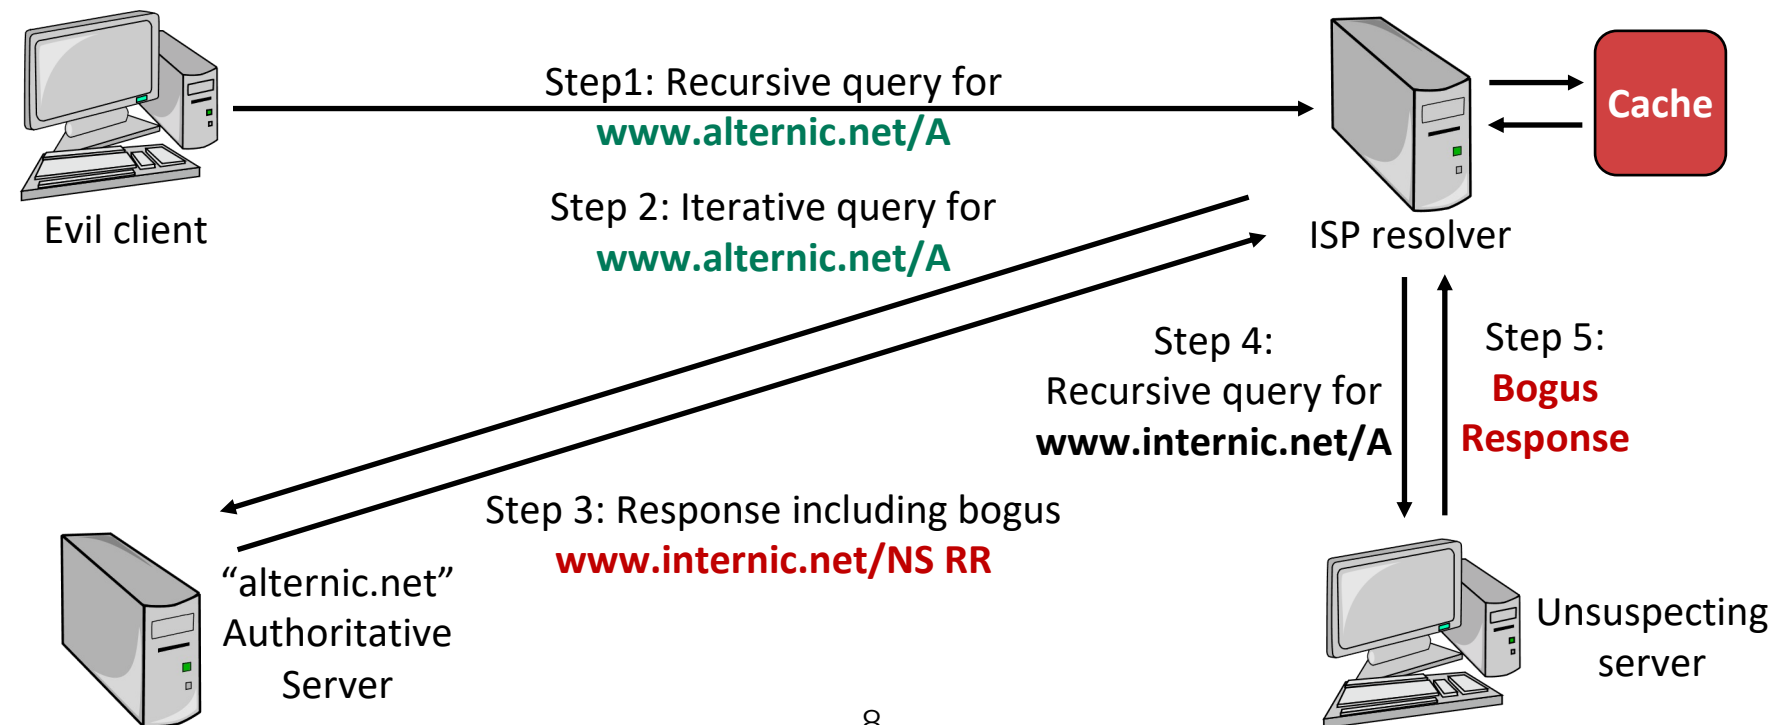 Step1: Recursive query for
www.alternic.net/A
Cache
Evil client
Step 2: Iterative query for
www.alternic.net/A
ISP resolver
Step 4:
Recursive query for
www.internic.net/A
Step 5:
Bogus
Response
Step 3: Response including bogus
www.internic.net/NS RR
“alternic.net”
Authoritative
Server
Unsuspecting
server
8